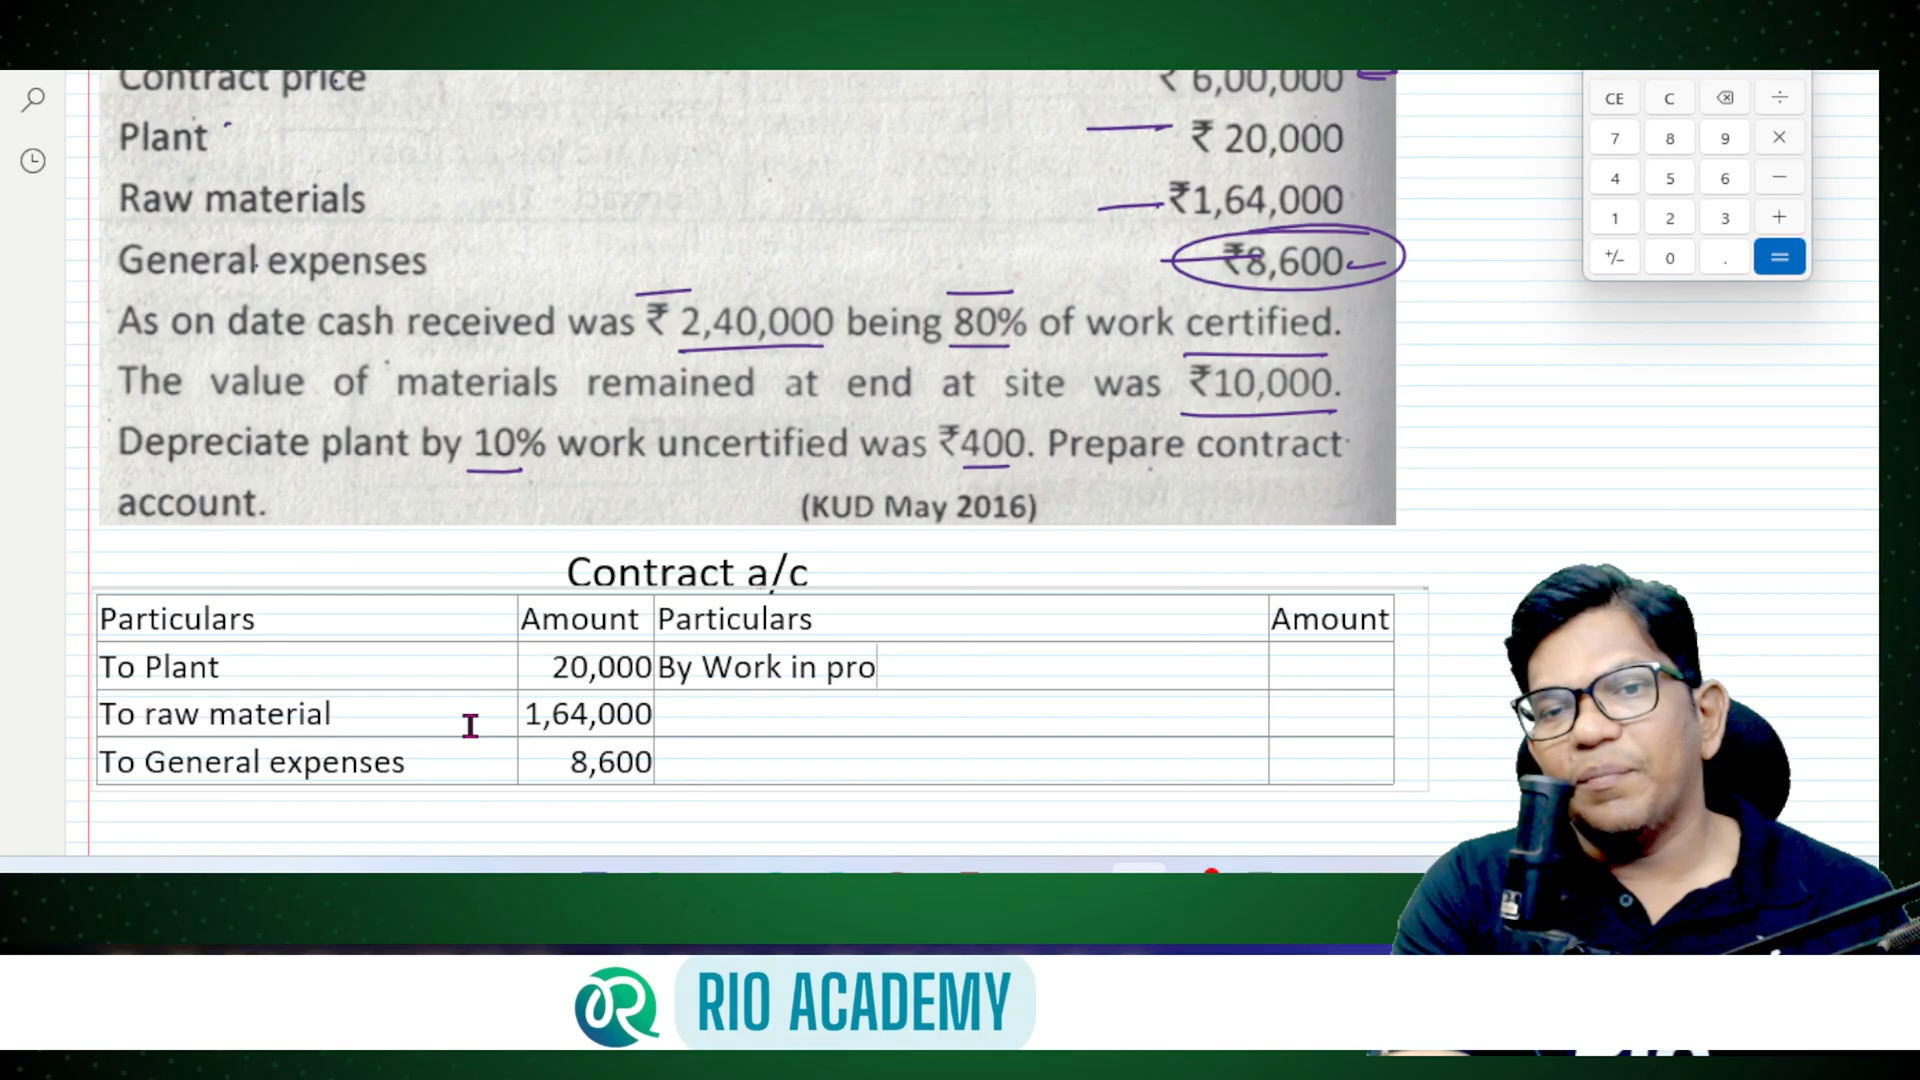 Contract price ₹ 6,00,000
Plant ₹ 20,000
Raw materials ₹1,64,000
General expenses ₹8,600
As on date cash received was ₹ 2,40,000 being 80% of work certified.
The value of materials remained at end at site was ₹10,000.
Depreciate plant by 10% work uncertified was ₹400. Prepare contract
account. (KUD May 2016)
Contract a/c
Particulars Amount Particulars Amount
To Plant 20,000 By Work in pro
To raw material 1,64,000
To General expenses 8,600
CE C ÷
7 8 9 ×
4 5 6 −
1 2 3 +
+/− 0 . =
RIO ACADEMY